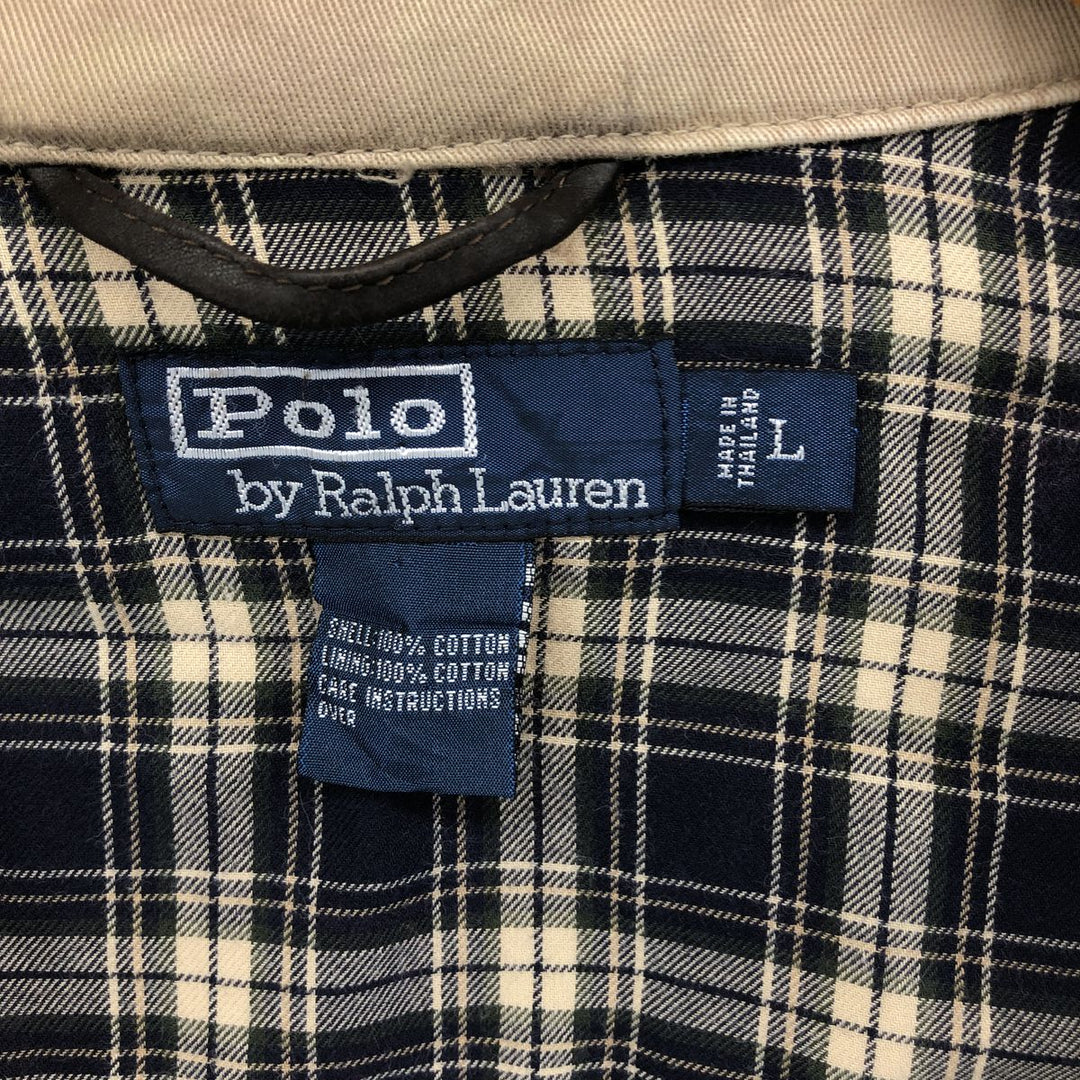 Polo
by Ralph Lauren
MADE IN
THAILAND
L
SHELL:100% COTTON
LINING:100% COTTON
CARE INSTRUCTIONS
OVER